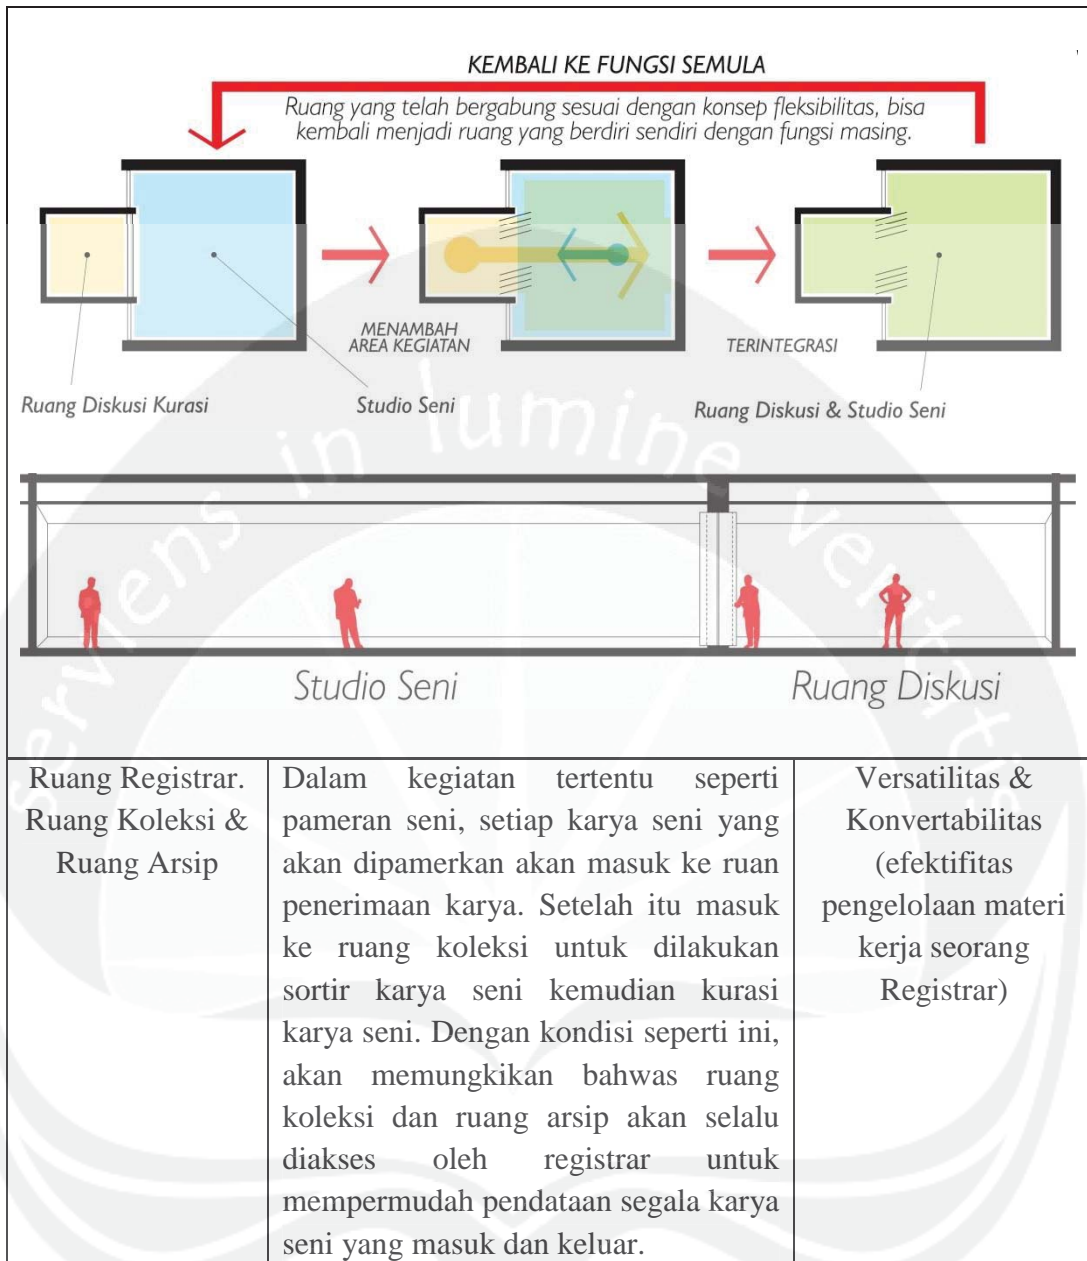 KEMBALI KE FUNGSI SEMULA
Ruang yang telah bergabung sesuai dengan konsep fleksibilitas, bisa
kembali menjadi ruang yang berdiri sendiri dengan fungsi masing.
MENAMBAH
AREA KEGIATAN
TERINTEGRASI
Ruang Diskusi Kurasi
Studio Seni
Ruang Diskusi & Studio Seni
serviens in lumine veritatis
Studio Seni
Ruang Diskusi
Ruang Registrar.
Ruang Koleksi &
Ruang Arsip
Dalam kegiatan tertentu seperti
pameran seni, setiap karya seni yang
akan dipamerkan akan masuk ke ruan
penerimaan karya. Setelah itu masuk
ke ruang koleksi untuk dilakukan
sortir karya seni kemudian kurasi
karya seni. Dengan kondisi seperti ini,
akan memungkikan bahwas ruang
koleksi dan ruang arsip akan selalu
diakses oleh registrar untuk
mempermudah pendataan segala karya
seni yang masuk dan keluar.
Versatilitas &
Konvertabilitas
(efektifitas
pengelolaan materi
kerja seorang
Registrar)